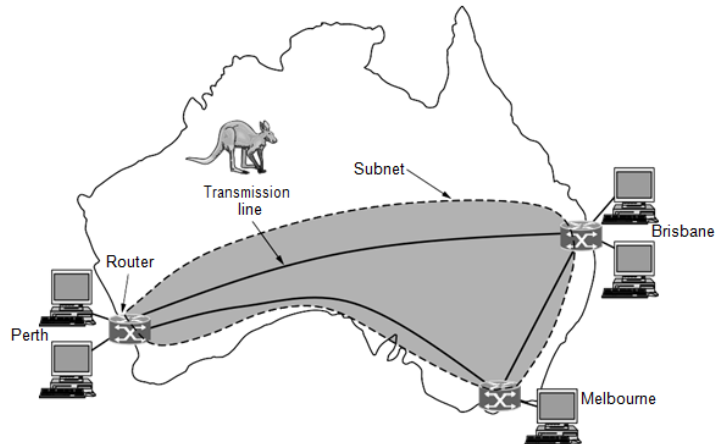 Subnet
Transmission
line
Brisbane
Router
Perth
Melbourne